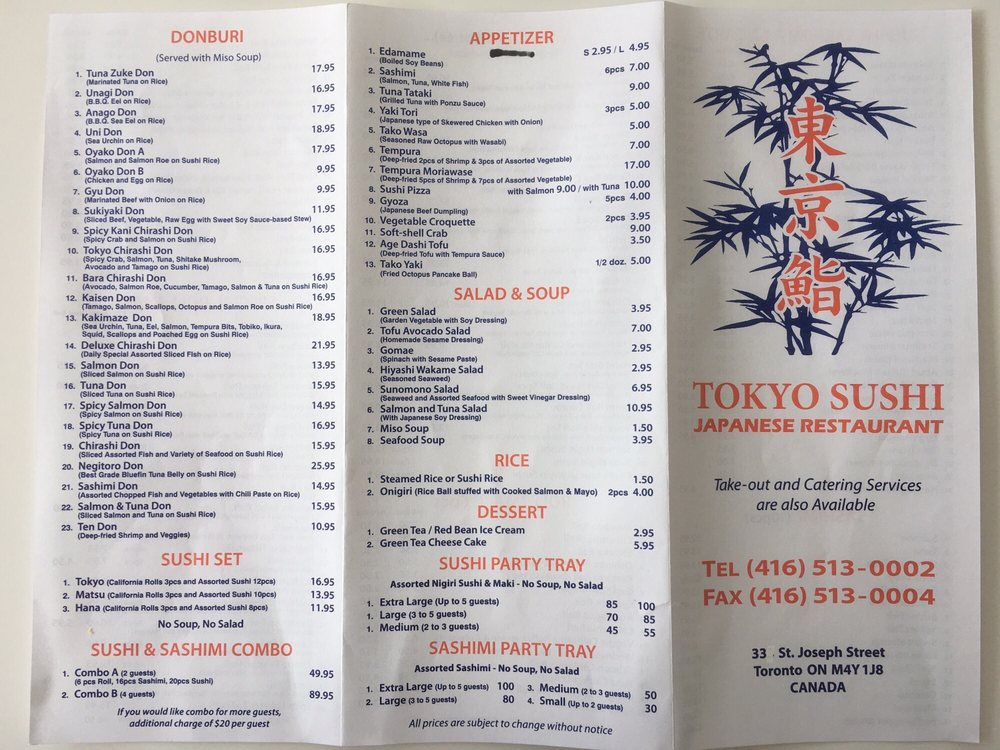 DONBURI
(Served with Miso Soup)
1. Tuna Zuke Don 17.95
(Marinated Tuna on Rice)
2. Unagi Don 16.95
(B.B.Q. Eel on Rice)
3. Anago Don 17.95
(B.B.Q. Sea Eel on Rice)
4. Uni Don 18.95
(Sea Urchin on Rice)
5. Oyako Don A 17.95
(Salmon and Salmon Roe on Sushi Rice)
6. Oyako Don B 9.95
(Chicken and Egg on Rice)
7. Gyu Don 9.95
(Marinated Beef with Onion on Rice)
8. Sukiyaki Don 11.95
(Sliced Beef, Vegetable, Raw Egg with Sweet Soy Sauce-based Stew)
9. Spicy Kani Chirashi Don 16.95
(Spicy Crab and Salmon on Sushi Rice)
10. Tokyo Chirashi Don 16.95
(Spicy Crab, Salmon, Tuna, Shitake Mushroom,
Avocado and Tamago on Sushi Rice)
11. Bara Chirashi Don 16.95
(Avocado, Salmon Roe, Cucumber, Tamago, Salmon & Tuna on Sushi Rice)
12. Kaisen Don 16.95
(Tamago, Salmon, Scallops, Octopus and Salmon Roe on Sushi Rice)
13. Kakimaze Don 18.95
(Sea Urchin, Tuna, Eel, Salmon, Tempura Bits, Tobiko, Ikura,
Squid, Scallops and Poached Egg on Sushi Rice)
14. Deluxe Chirashi Don 21.95
(Daily Special Assorted Sliced Fish on Rice)
15. Salmon Don 13.95
(Sliced Salmon on Sushi Rice)
16. Tuna Don 15.95
(Sliced Tuna on Sushi Rice)
17. Spicy Salmon Don 14.95
(Spicy Salmon on Sushi Rice)
18. Spicy Tuna Don 16.95
(Spicy Tuna on Sushi Rice)
19. Chirashi Don 15.95
(Sliced Assorted Fish and Variety of Seafood on Sushi Rice)
20. Negitoro Don 25.95
(Best Grade Bluefin Tuna Belly on Sushi Rice)
21. Sashimi Don 14.95
(Assorted Chopped Fish and Vegetables with Chili Paste on Rice)
22. Salmon & Tuna Don 15.95
(Sliced Salmon and Tuna on Sushi Rice)
23. Ten Don 10.95
(Deep-fried Shrimp and Veggies)
SUSHI SET
1. Tokyo (California Rolls 3pcs and Assorted Sushi 12pcs) 16.95
2. Matsu (California Rolls 3pcs and Assorted Sushi 10pcs) 13.95
3. Hana (California Rolls 3pcs and Assorted Sushi 8pcs) 11.95
No Soup, No Salad
SUSHI & SASHIMI COMBO
1. Combo A (2 guests) 49.95
(6 pcs Roll, 16pcs Sashimi, 20pcs Sushi)
2. Combo B (4 guests) 89.95
If you would like combo for more guests,
additional charge of $20 per guest
APPETIZER
1. Edamame S 2.95 / L 4.95
(Boiled Soy Beans)
2. Sashimi 6pcs 7.00
(Salmon, Tuna, White Fish)
3. Tuna Tataki 9.00
(Grilled Tuna with Ponzu Sauce)
4. Yaki Tori 3pcs 5.00
(Japanese type of Skewered Chicken with Onion)
5. Tako Wasa 5.00
(Seasoned Raw Octopus with Wasabi)
6. Tempura 7.00
(Deep-fried 2pcs of Shrimp & 3pcs of Assorted Vegetable)
7. Tempura Moriawase 17.00
(Deep-fried 5pcs of Shrimp & 7pcs of Assorted Vegetable)
8. Sushi Pizza with Salmon 9.00 / with Tuna 10.00
9. Gyoza 5pcs 4.00
(Japanese Beef Dumpling)
10. Vegetable Croquette 2pcs 3.95
11. Soft-shell Crab 9.00
12. Age Dashi Tofu 3.50
(Deep-fried Tofu with Tempura Sauce)
13. Tako Yaki 1/2 doz. 5.00
(Fried Octopus Pancake Ball)
SALAD & SOUP
1. Green Salad 3.95
(Garden Vegetable with Soy Dressing)
2. Tofu Avocado Salad 7.00
(Homemade Sesame Dressing)
3. Gomae 2.95
(Spinach with Sesame Paste)
4. Hiyashi Wakame Salad 2.95
(Seasoned Seaweed)
5. Sunomono Salad 6.95
(Seaweed and Assorted Seafood with Sweet Vinegar Dressing)
6. Salmon and Tuna Salad 10.95
(With Japanese Soy Dressing)
7. Miso Soup 1.50
8. Seafood Soup 3.95
RICE
1. Steamed Rice or Sushi Rice 1.50
2. Onigiri (Rice Ball stuffed with Cooked Salmon & Mayo) 2pcs 4.00
DESSERT
1. Green Tea / Red Bean Ice Cream 2.95
2. Green Tea Cheese Cake 5.95
SUSHI PARTY TRAY
Assorted Nigiri Sushi & Maki - No Soup, No Salad
1. Extra Large (Up to 5 guests) 85 100
1. Large (3 to 5 guests) 70 85
1. Medium (2 to 3 guests) 45 55
SASHIMI PARTY TRAY
Assorted Sashimi - No Soup, No Salad
1. Extra Large (Up to 5 guests) 100 3. Medium (2 to 3 guests) 50
2. Large (3 to 5 guests) 80 4. Small (Up to 2 guests) 30
All prices are subject to change without notice
東京鮨
TOKYO SUSHI
JAPANESE RESTAURANT
Take-out and Catering Services
are also Available
TEL (416) 513-0002
FAX (416) 513-0004
33 St. Joseph Street
Toronto ON M4Y 1J8
CANADA